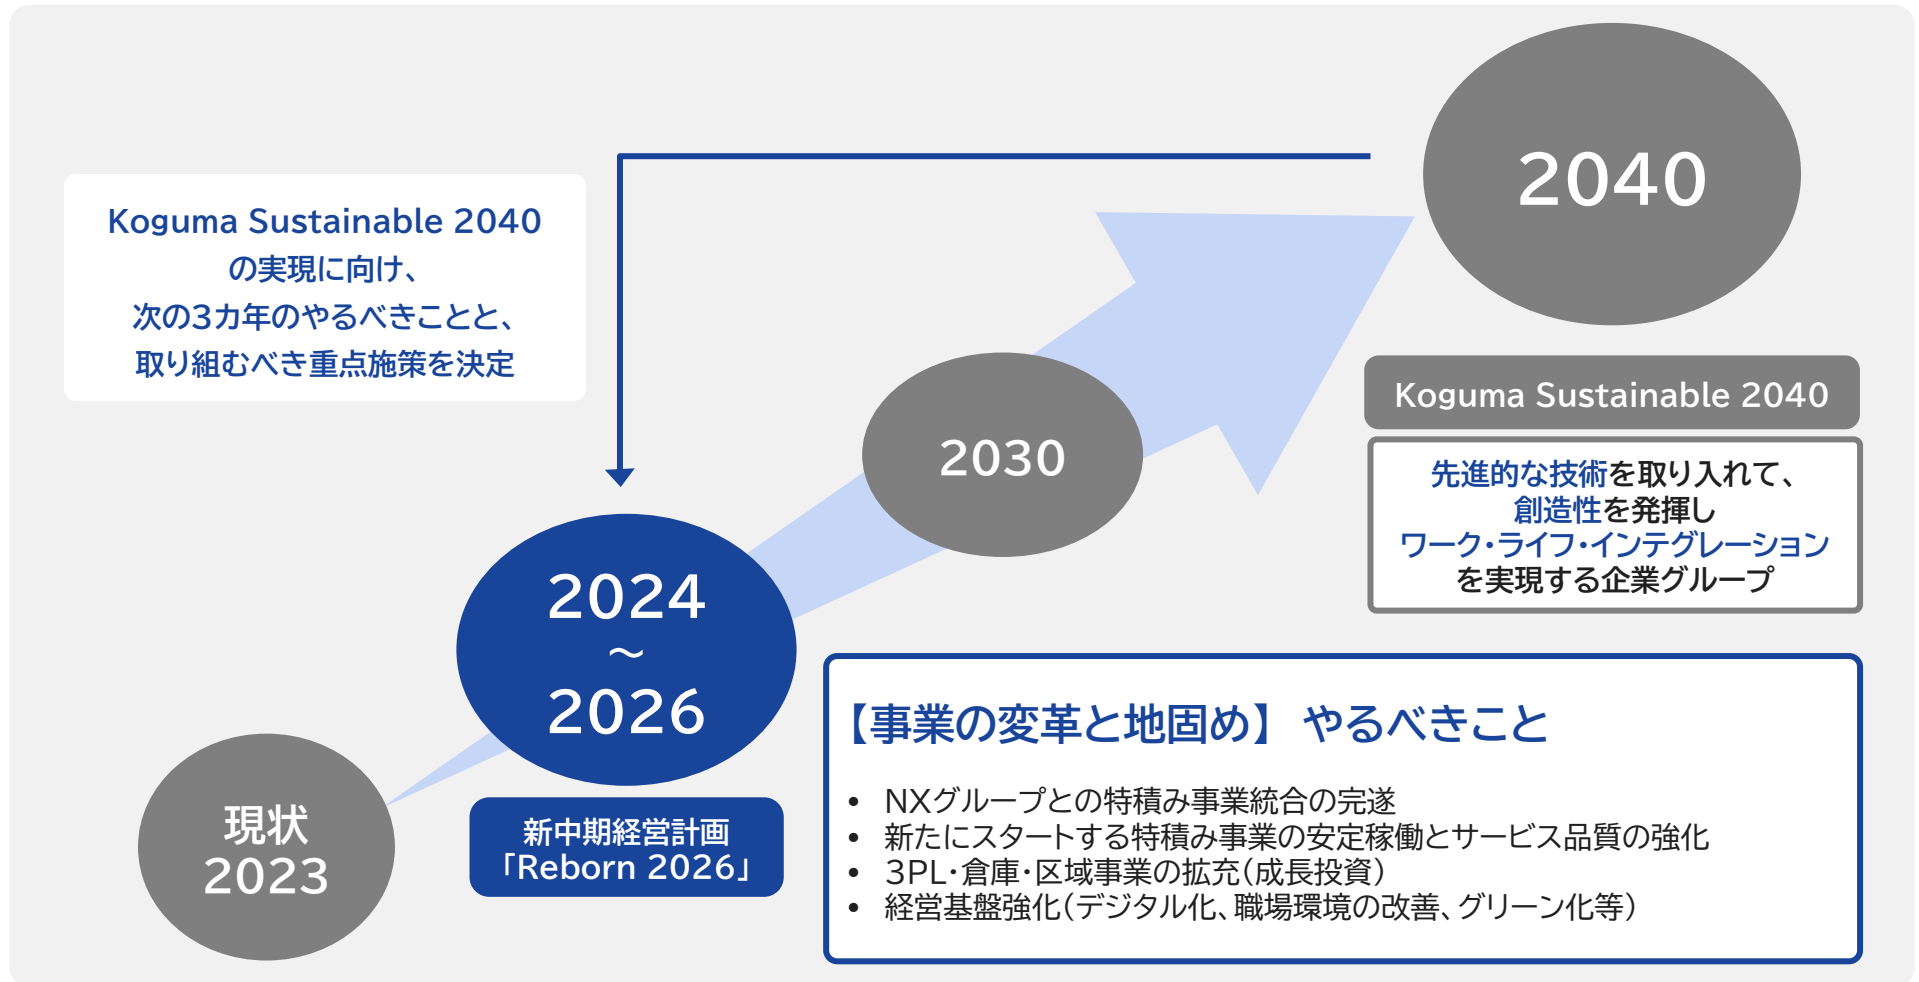 Koguma Sustainable 2040
の実現に向け、
次の3カ年のやるべきことと、
取り組むべき重点施策を決定
2040
Koguma Sustainable 2040
先進的な技術を取り入れて、
創造性を発揮し
ワーク・ライフ・インテグレーション
を実現する企業グループ
2030
2024
～
2026
新中期経営計画
「Reborn 2026」
現状
2023
【事業の変革と地固め】 やるべきこと
• NXグループとの特積み事業統合の完遂
• 新たにスタートする特積み事業の安定稼働とサービス品質の強化
• 3PL・倉庫・区域事業の拡充（成長投資）
• 経営基盤強化（デジタル化、職場環境の改善、グリーン化等）